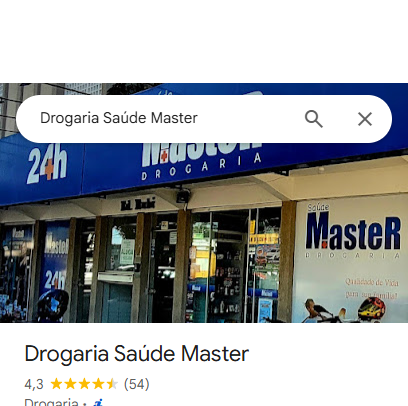 Drogaria Saúde Master
24h
MasteR
DROGARIA
Saúde
MasteR
DROGARIA
Qualidade de Vida
24h
Drogaria Saúde Master
4,3 (54)
Drogaria ·